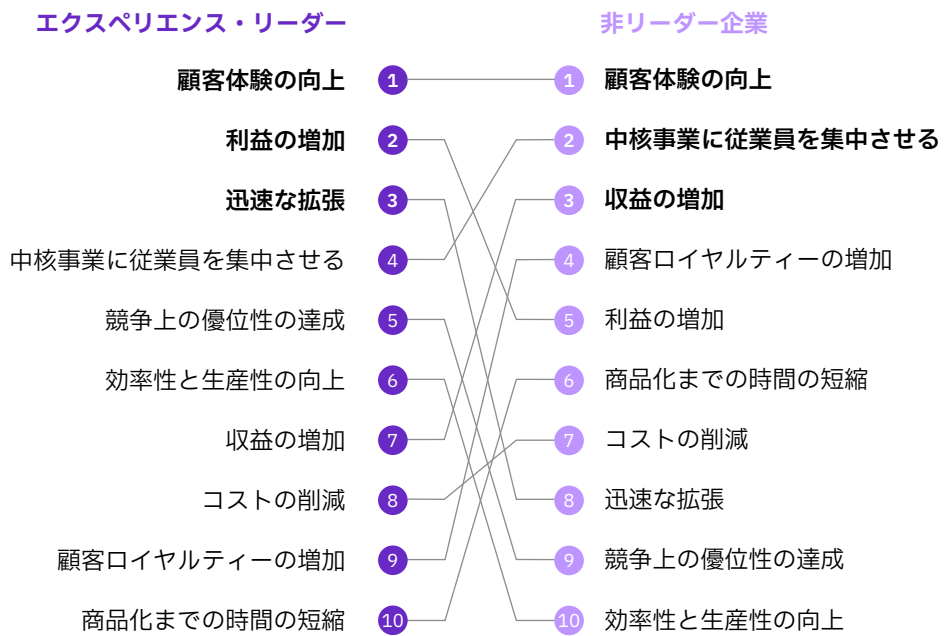 エクスペリエンス・リーダー 非リーダー企業
顧客体験の向上 1 1 顧客体験の向上
利益の増加 2 2 中核事業に従業員を集中させる
迅速な拡張 3 3 収益の増加
中核事業に従業員を集中させる 4 4 顧客ロイヤルティーの増加
競争上の優位性の達成 5 5 利益の増加
効率性と生産性の向上 6 6 商品化までの時間の短縮
収益の増加 7 7 コストの削減
コストの削減 8 8 迅速な拡張
顧客ロイヤルティーの増加 9 9 競争上の優位性の達成
商品化までの時間の短縮 10 10 効率性と生産性の向上